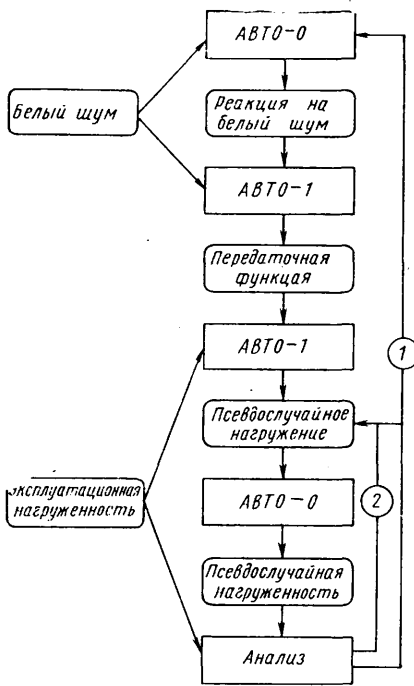 АВТО-0
Белый шум
Реакция на
белый шум
АВТО-1
Передаточная
функция
АВТО-1
1
Псевдослучайное
нагружение
Эксплуатационная
нагруженность
2
АВТО-0
Псевдослучайная
нагруженность
Анализ